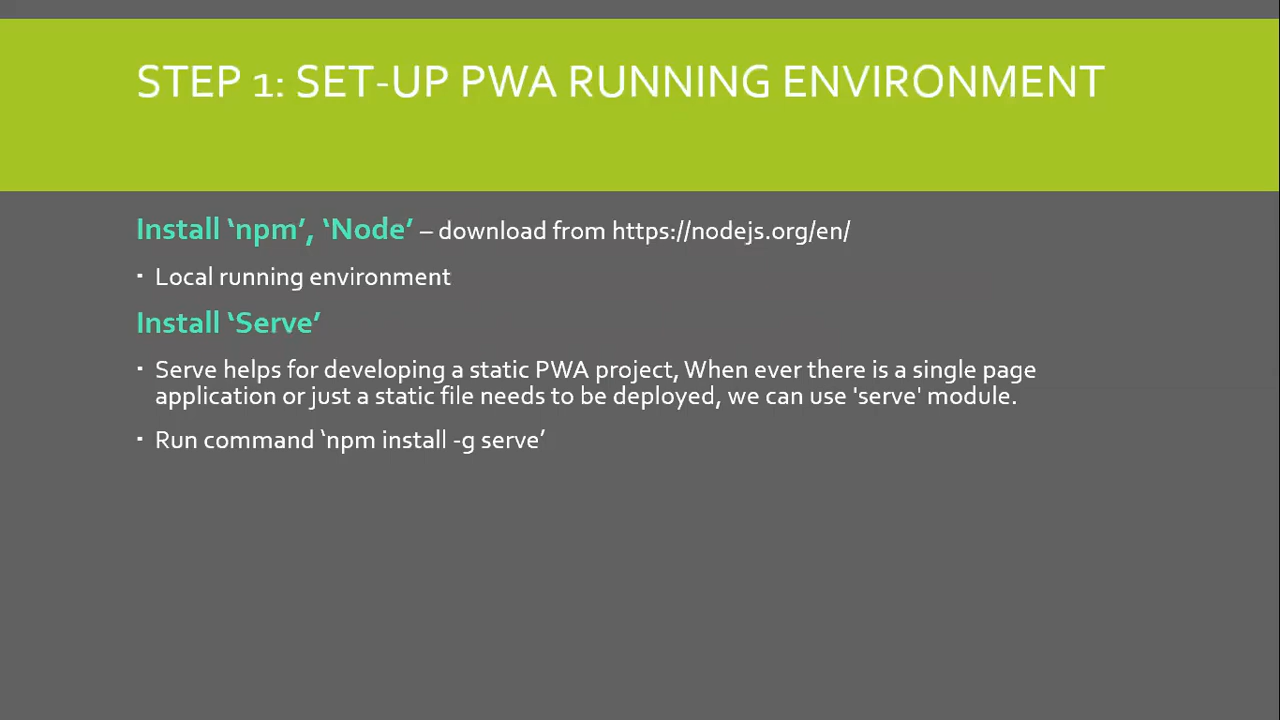 STEP 1: SET-UP PWA RUNNING ENVIRONMENT
Install ‘npm’, ‘Node’ – download from https://nodejs.org/en/
▪ Local running environment
Install ‘Serve’
▪ Serve helps for developing a static PWA project, When ever there is a single page
application or just a static file needs to be deployed, we can use 'serve' module.
▪ Run command ‘npm install -g serve’